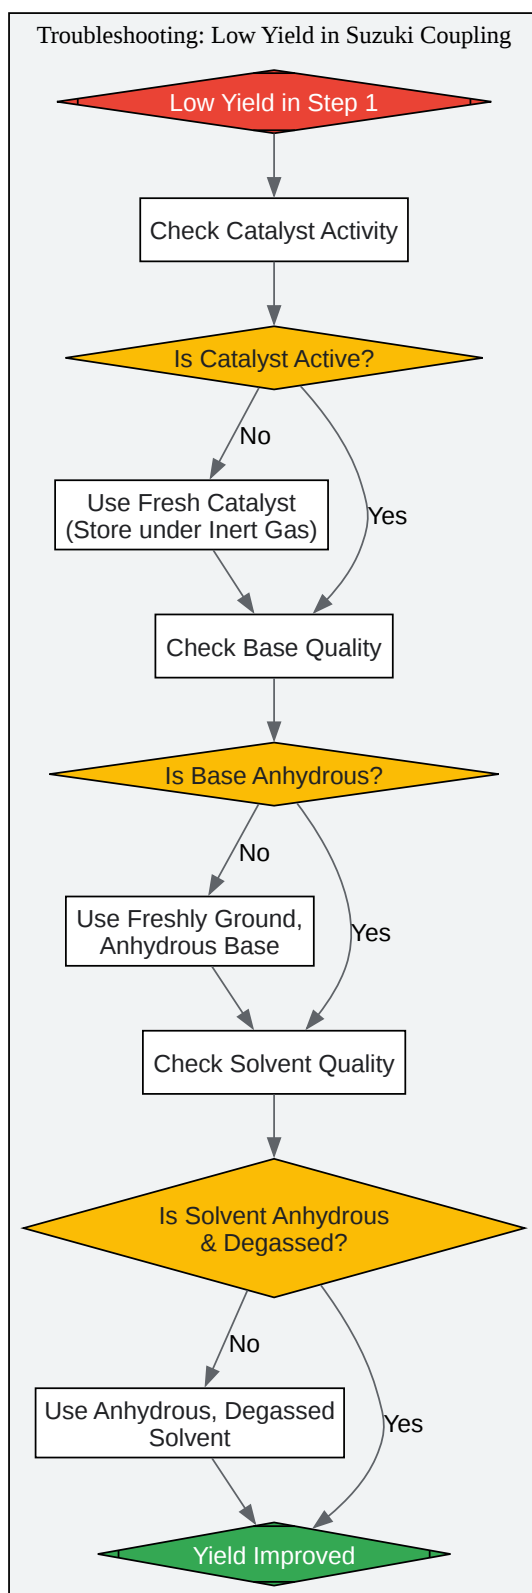 Troubleshooting: Low Yield in Suzuki Coupling
Low Yield in Step 1
Check Catalyst Activity
Is Catalyst Active?
No
Use Fresh Catalyst
(Store under Inert Gas)
Yes
Check Base Quality
Is Base Anhydrous?
No
Use Freshly Ground,
Anhydrous Base
Yes
Check Solvent Quality
Is Solvent Anhydrous
& Degassed?
No
Use Anhydrous, Degassed
Solvent
Yes
Yield Improved